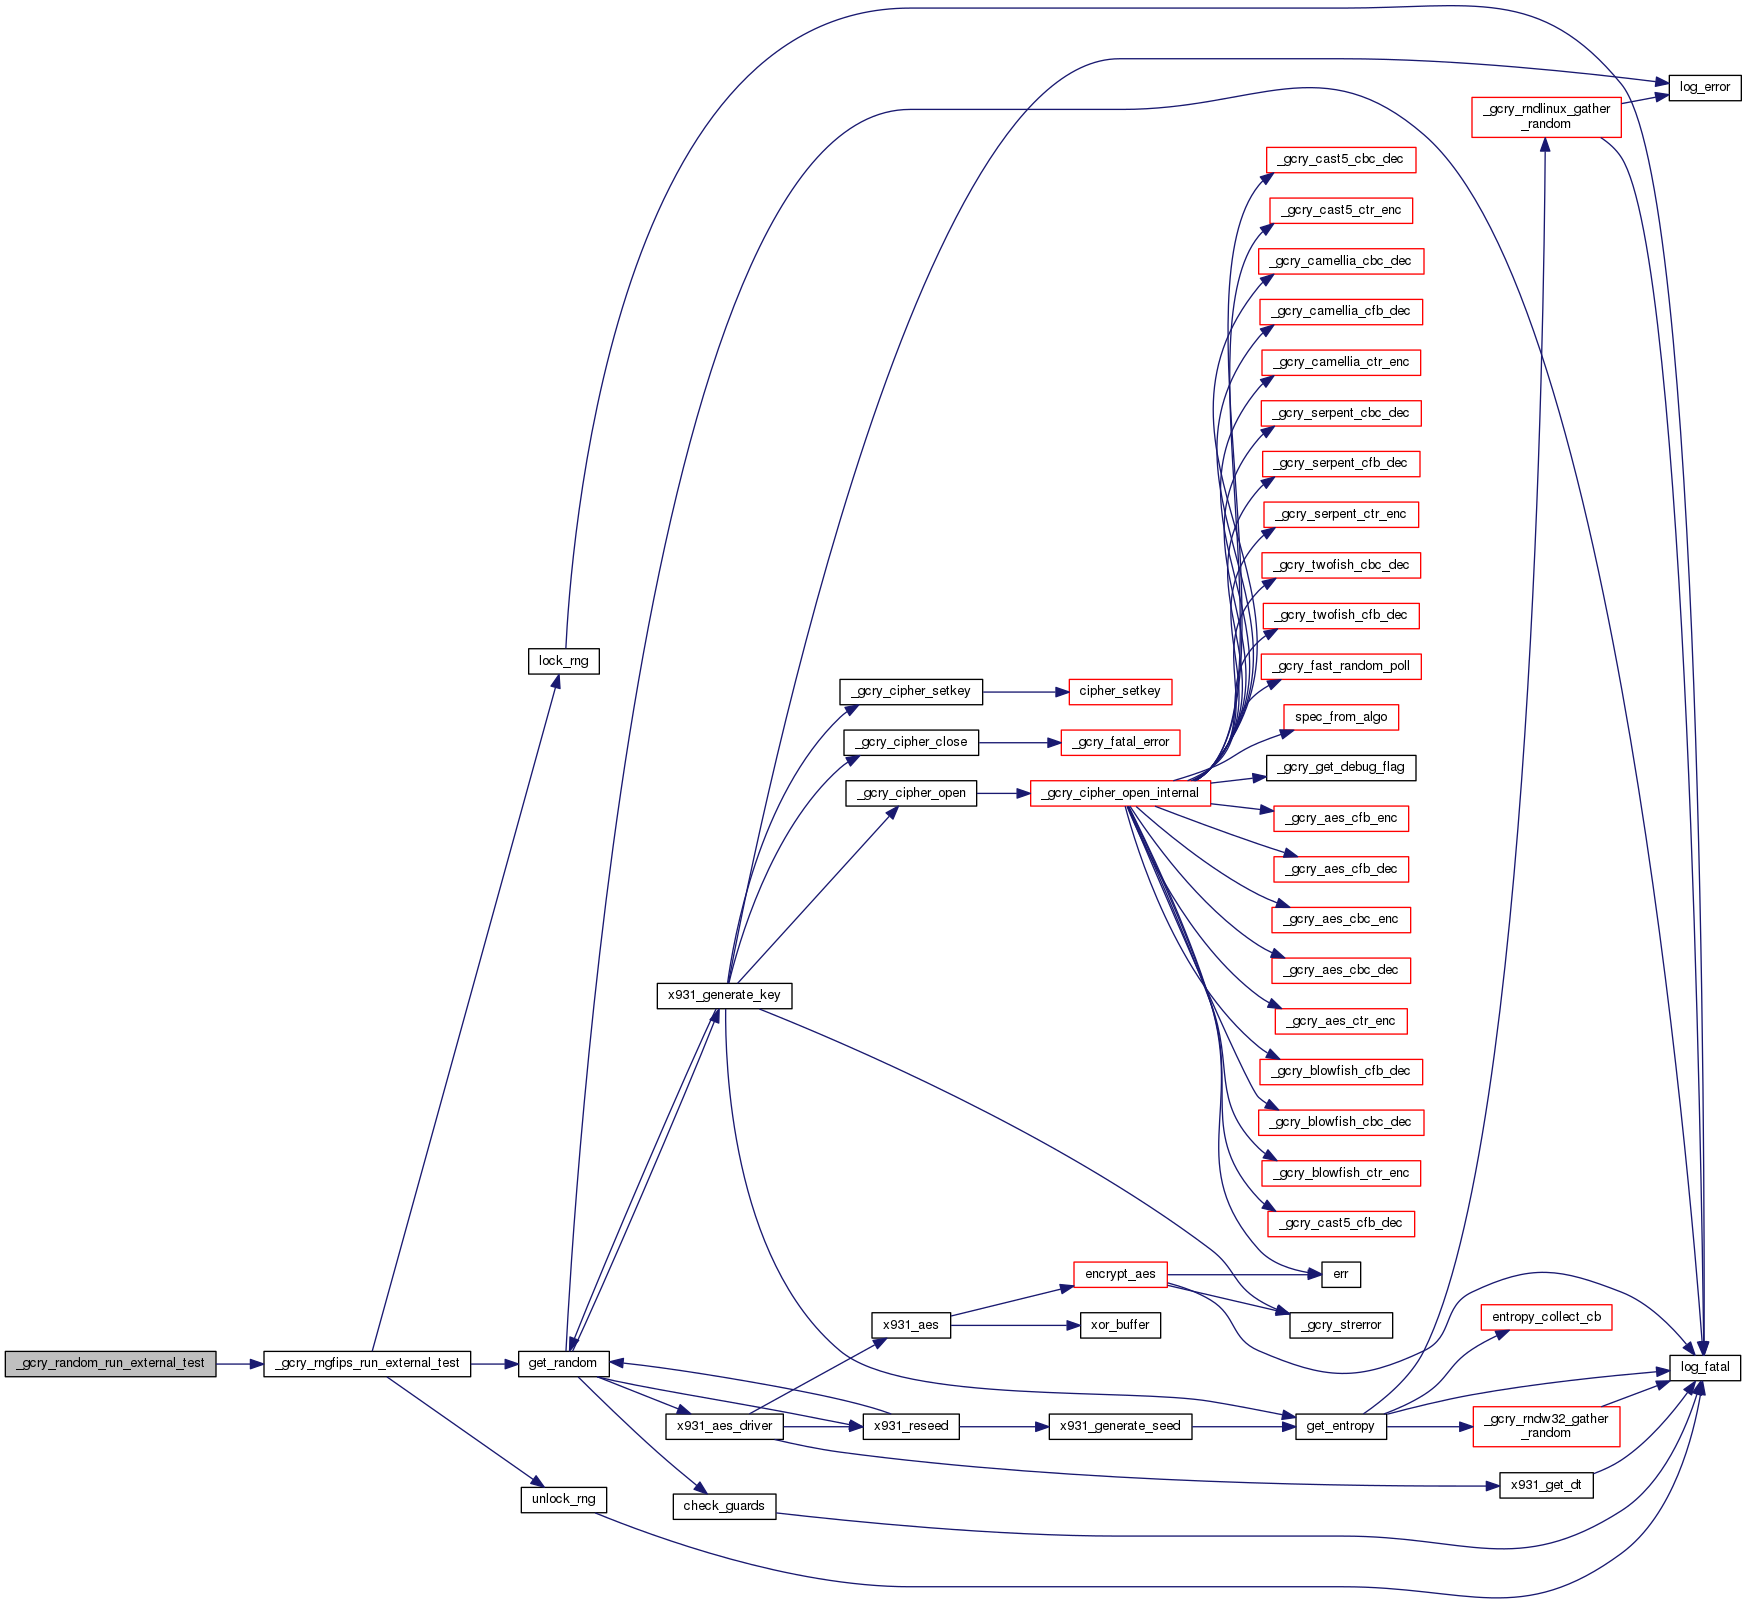 log_error
_gcry_rndlinux_gather
_random
_gcry_cast5_cbc_dec
_gcry_cast5_ctr_enc
_gcry_camellia_cbc_dec
_gcry_camellia_cfb_dec
_gcry_camellia_ctr_enc
_gcry_serpent_cbc_dec
_gcry_serpent_cfb_dec
_gcry_serpent_ctr_enc
_gcry_twofish_cbc_dec
_gcry_twofish_cfb_dec
lock_rng
_gcry_fast_random_poll
_gcry_cipher_setkey
cipher_setkey
spec_from_algo
_gcry_cipher_close
_gcry_fatal_error
_gcry_get_debug_flag
_gcry_cipher_open
_gcry_cipher_open_internal
_gcry_aes_cfb_enc
_gcry_aes_cfb_dec
_gcry_aes_cbc_enc
_gcry_aes_cbc_dec
x931_generate_key
_gcry_aes_ctr_enc
_gcry_blowfish_cfb_dec
_gcry_blowfish_cbc_dec
_gcry_blowfish_ctr_enc
_gcry_cast5_cfb_dec
encrypt_aes
err
entropy_collect_cb
x931_aes
xor_buffer
_gcry_strerror
_gcry_random_run_external_test
_gcry_rngfips_run_external_test
get_random
log_fatal
x931_aes_driver
x931_reseed
x931_generate_seed
get_entropy
_gcry_rndw32_gather
_random
x931_get_dt
unlock_rng
check_guards